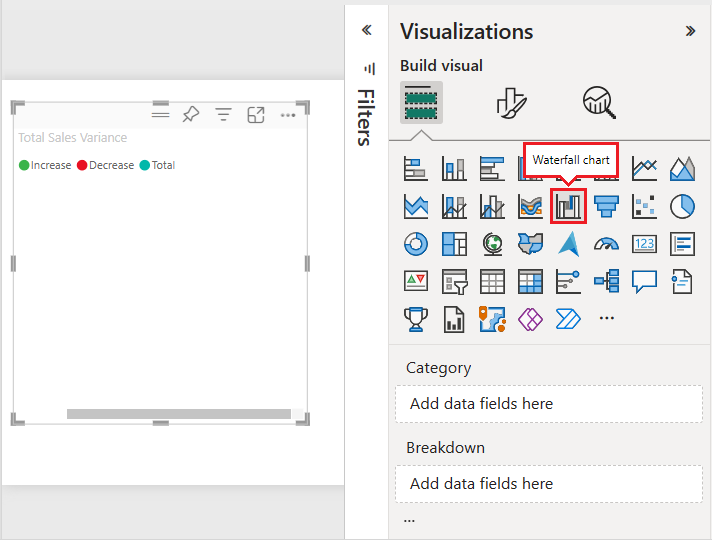 Visualizations
Build visual
Filters
Total Sales Variance
Increase Decrease Total
Waterfall chart
123
Category
Add data fields here
Breakdown
Add data fields here
...